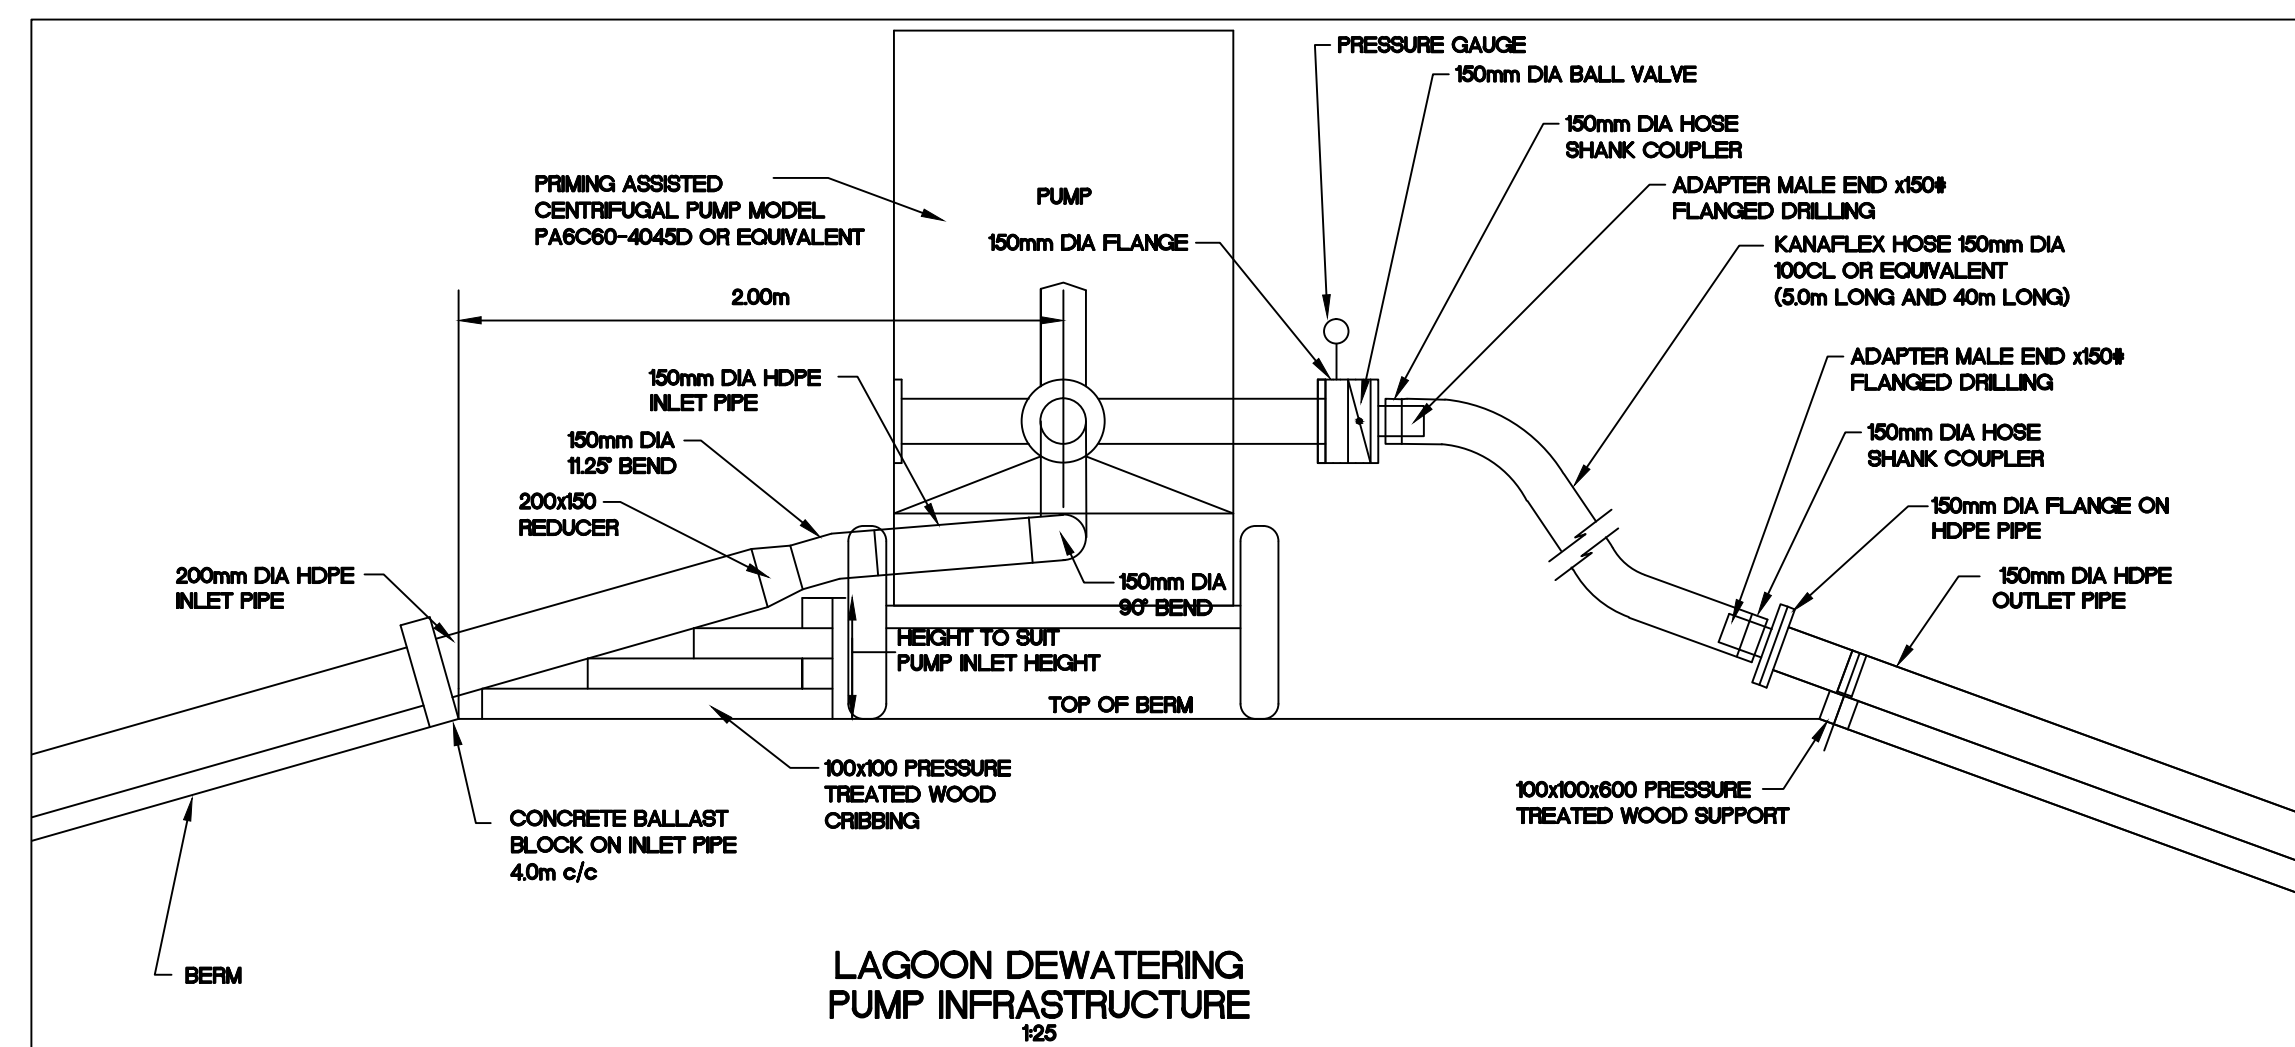 PRESSURE GAUGE
150mm DIA BALL VALVE
150mm DIA HOSE
SHANK COUPLER
PRIMING ASSISTED
CENTRIFUGAL PUMP MODEL
PA6C60-4045D OR EQUIVALENT
PUMP
ADAPTER MALE END x150#
FLANGED DRILLING
150mm DIA FLANGE
KANAFLEX HOSE 150mm DIA
100CL OR EQUIVALENT
(5.0m LONG AND 40m LONG)
2.00m
150mm DIA HDPE
INLET PIPE
ADAPTER MALE END x150#
FLANGED DRILLING
150mm DIA
11.25° BEND
150mm DIA HOSE
SHANK COUPLER
200x150
REDUCER
150mm DIA FLANGE ON
HDPE PIPE
200mm DIA HDPE
INLET PIPE
150mm DIA
90° BEND
150mm DIA HDPE
OUTLET PIPE
HEIGHT TO SUIT
PUMP INLET HEIGHT
TOP OF BERM
100x100 PRESSURE
TREATED WOOD
CRIBBING
100x100x600 PRESSURE
TREATED WOOD SUPPORT
CONCRETE BALLAST
BLOCK ON INLET PIPE
4.0m c/c
BERM
LAGOON DEWATERING
PUMP INFRASTRUCTURE
1:25